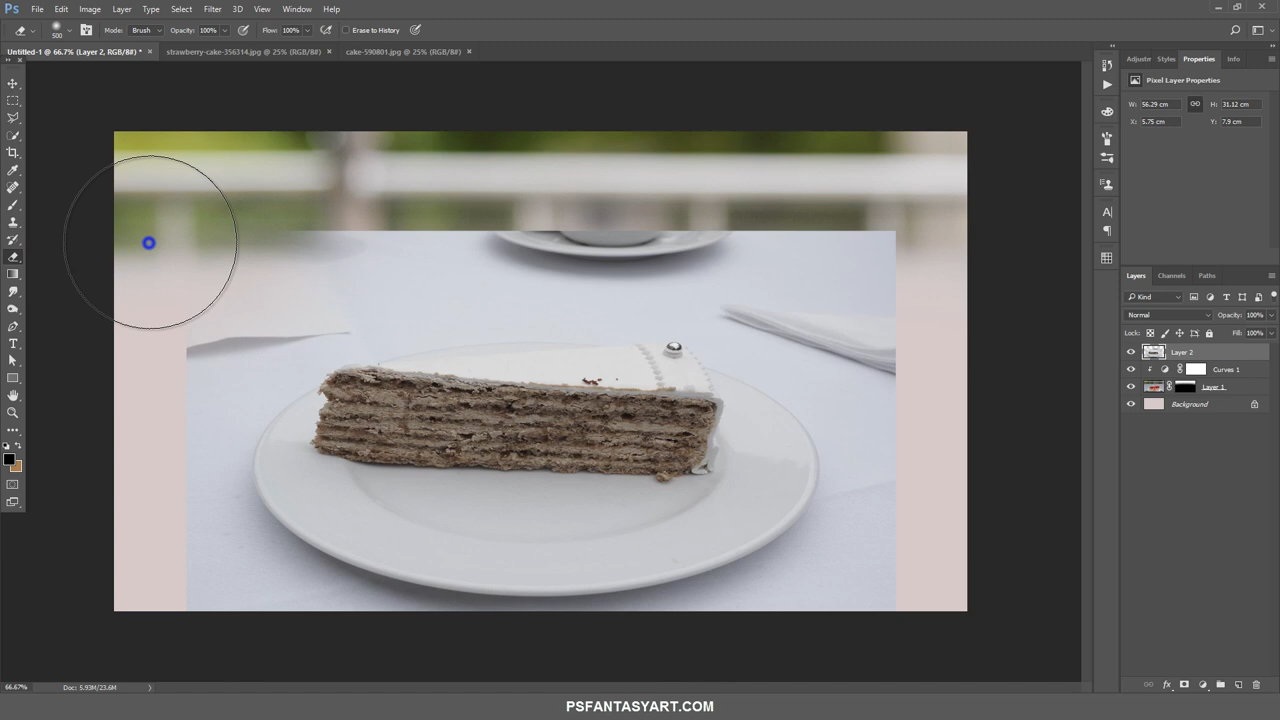 Ps File Edit Image Layer Type Select Filter 3D View Window Help
500 Mode: Brush Opacity: 100% Flow: 100% Erase to History
Untitled-1 @ 66.7% (Layer 2, RGB/8#) * × strawberry-cake-356314.jpg @ 25% (RGB/8#) × cake-590801.jpg @ 25% (RGB/8#) ×
Adjustm Styles Properties Info
Pixel Layer Properties
W: 56.29 cm H: 31.12 cm
X: 5.75 cm Y: 7.9 cm
Layers Channels Paths
Kind
Normal Opacity: 100%
Lock: Fill: 100%
Layer 2
Curves 1
Layer 1
Background
66.67% Doc: 5.93M/23.6M
PSFANTASYART.COM